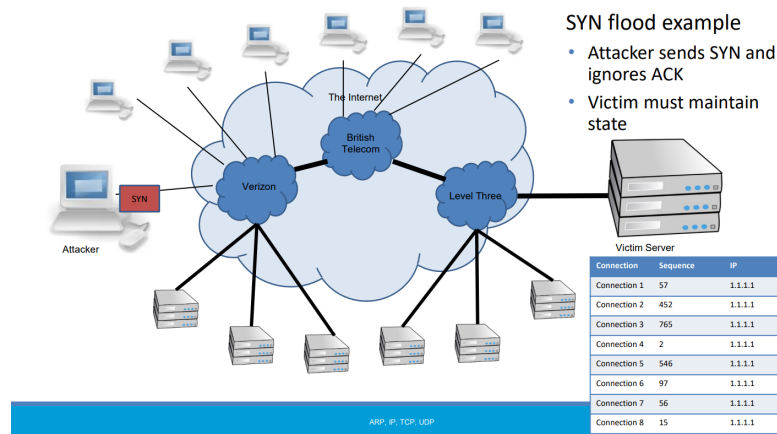 SYN flood example
• Attacker sends SYN and
ignores ACK
• Victim must maintain
state
The Internet
British
Telecom
Verizon
Level Three
SYN
Attacker
Victim Server
Connection Sequence IP
Connection 1 57 1.1.1.1
Connection 2 452 1.1.1.1
Connection 3 765 1.1.1.1
Connection 4 2 1.1.1.1
Connection 5 546 1.1.1.1
Connection 6 97 1.1.1.1
Connection 7 56 1.1.1.1
Connection 8 15 1.1.1.1
ARP, IP, TCP, UDP